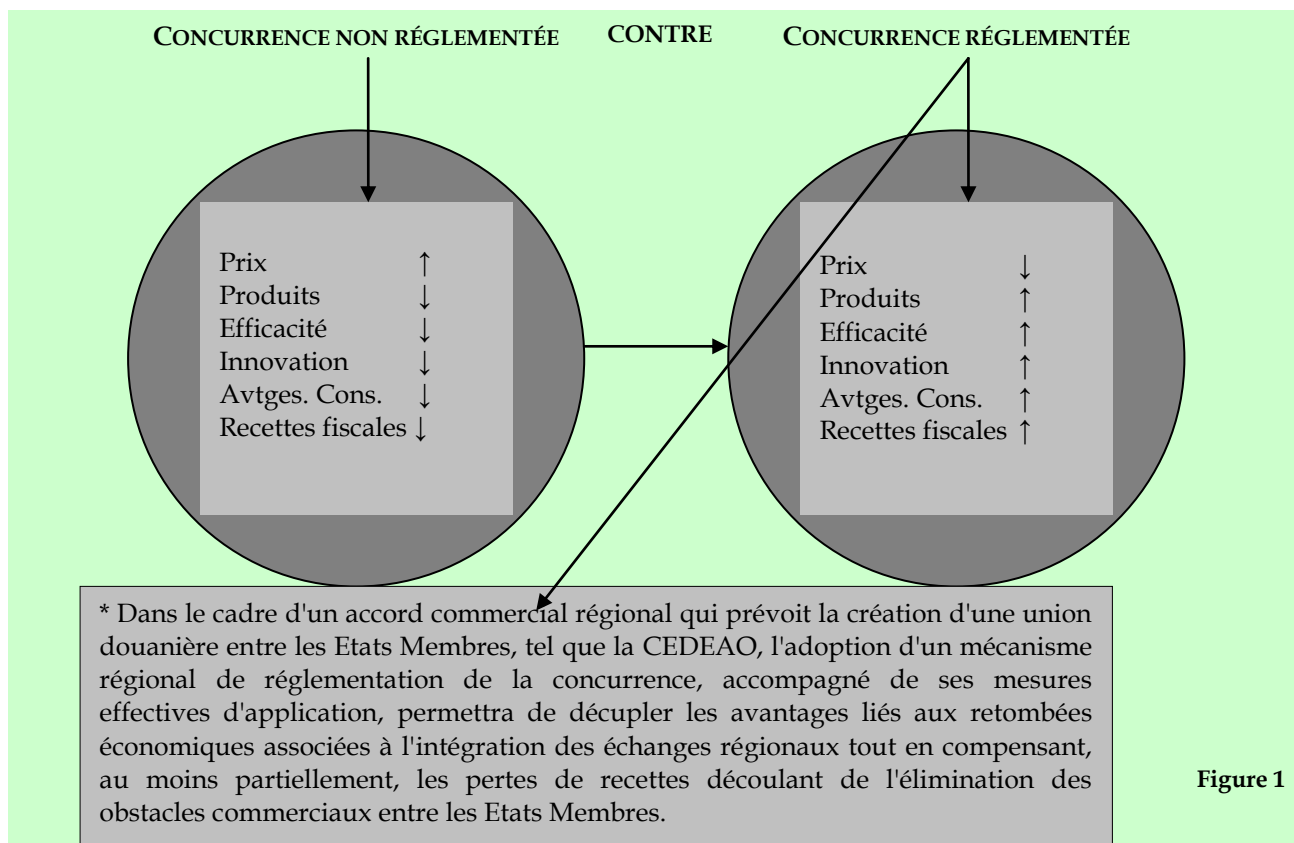 CONCURRENCE NON RÉGLEMENTÉE CONTRE CONCURRENCE RÉGLEMENTÉE
Prix ↑
Produits ↓
Efficacité ↓
Innovation ↓
Avtges. Cons. ↓
Recettes fiscales ↓
Prix ↓
Produits ↑
Efficacité ↑
Innovation ↑
Avtges. Cons. ↑
Recettes fiscales ↑
* Dans le cadre d'un accord commercial régional qui prévoit la création d'une union
douanière entre les Etats Membres, tel que la CEDEAO, l'adoption d'un mécanisme
régional de réglementation de la concurrence, accompagné de ses mesures
effectives d'application, permettra de décupler les avantages liés aux retombées
économiques associées à l'intégration des échanges régionaux tout en compensant,
au moins partiellement, les pertes de recettes découlant de l'élimination des
obstacles commerciaux entre les Etats Membres.
Figure 1